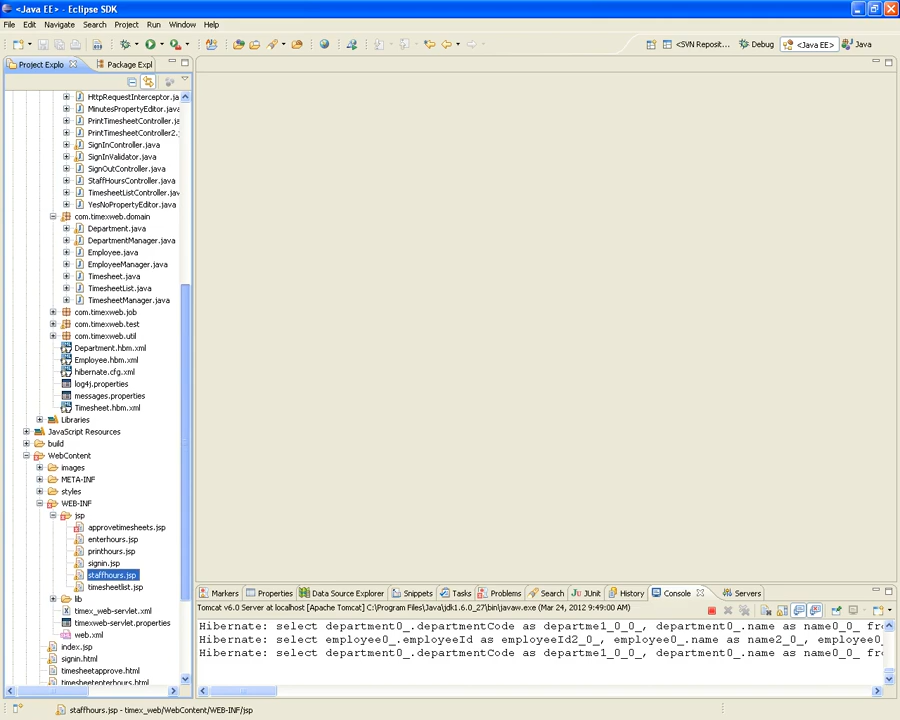 <Java EE> - Eclipse SDK
File Edit Navigate Search Project Run Window Help
<SVN Reposit... Debug <Java EE> Java
Project Explo Package Expl
HttpRequestInterceptor.ja
MinutesPropertyEditor.java
PrintTimesheetController.ja
PrintTimesheetController2.
SignInController.java
SignInValidator.java
SignOutController.java
StaffHoursController.java
TimesheetListController.jav
YesNoPropertyEditor.java
com.timexweb.domain
Department.java
DepartmentManager.java
Employee.java
EmployeeManager.java
Timesheet.java
TimesheetList.java
TimesheetManager.java
com.timexweb.job
com.timexweb.test
com.timexweb.util
Department.hbm.xml
Employee.hbm.xml
hibernate.cfg.xml
log4j.properties
messages.properties
Timesheet.hbm.xml
Libraries
JavaScript Resources
build
WebContent
images
META-INF
styles
WEB-INF
jsp
approvetimesheets.jsp
enterhours.jsp
printhours.jsp
signin.jsp
staffhours.jsp
timesheetlist.jsp
lib
timex_web-servlet.xml
timexweb-servlet.properties
web.xml
index.jsp
signin.html
timesheetapprove.html
timesheetenterhours.html
Markers Properties Data Source Explorer Snippets Tasks Problems Search JUnit History Console Servers
Tomcat v6.0 Server at localhost [Apache Tomcat] C:\Program Files\Java\jdk1.6.0_27\bin\javaw.exe (Mar 24, 2012 9:49:00 AM)
Hibernate: select department0_.departmentCode as departme1_0_0_, department0_.name as name0_0_ fro
Hibernate: select employee0_.employeeId as employeeId2_0_, employee0_.name as name2_0_, employee0_
Hibernate: select department0_.departmentCode as departme1_0_0_, department0_.name as name0_0_ fro
staffhours.jsp - timex_web/WebContent/WEB-INF/jsp